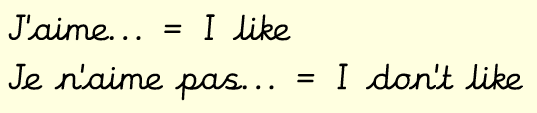 J'aime... = I like
Je n'aime pas... = I don't like